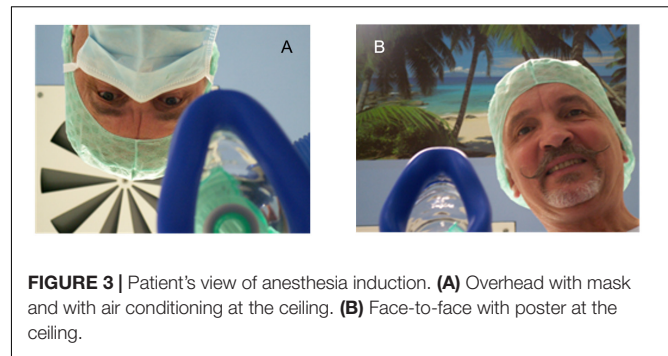 A
B
FIGURE 3 | Patient's view of anesthesia induction. (A) Overhead with mask
and with air conditioning at the ceiling. (B) Face-to-face with poster at the
ceiling.